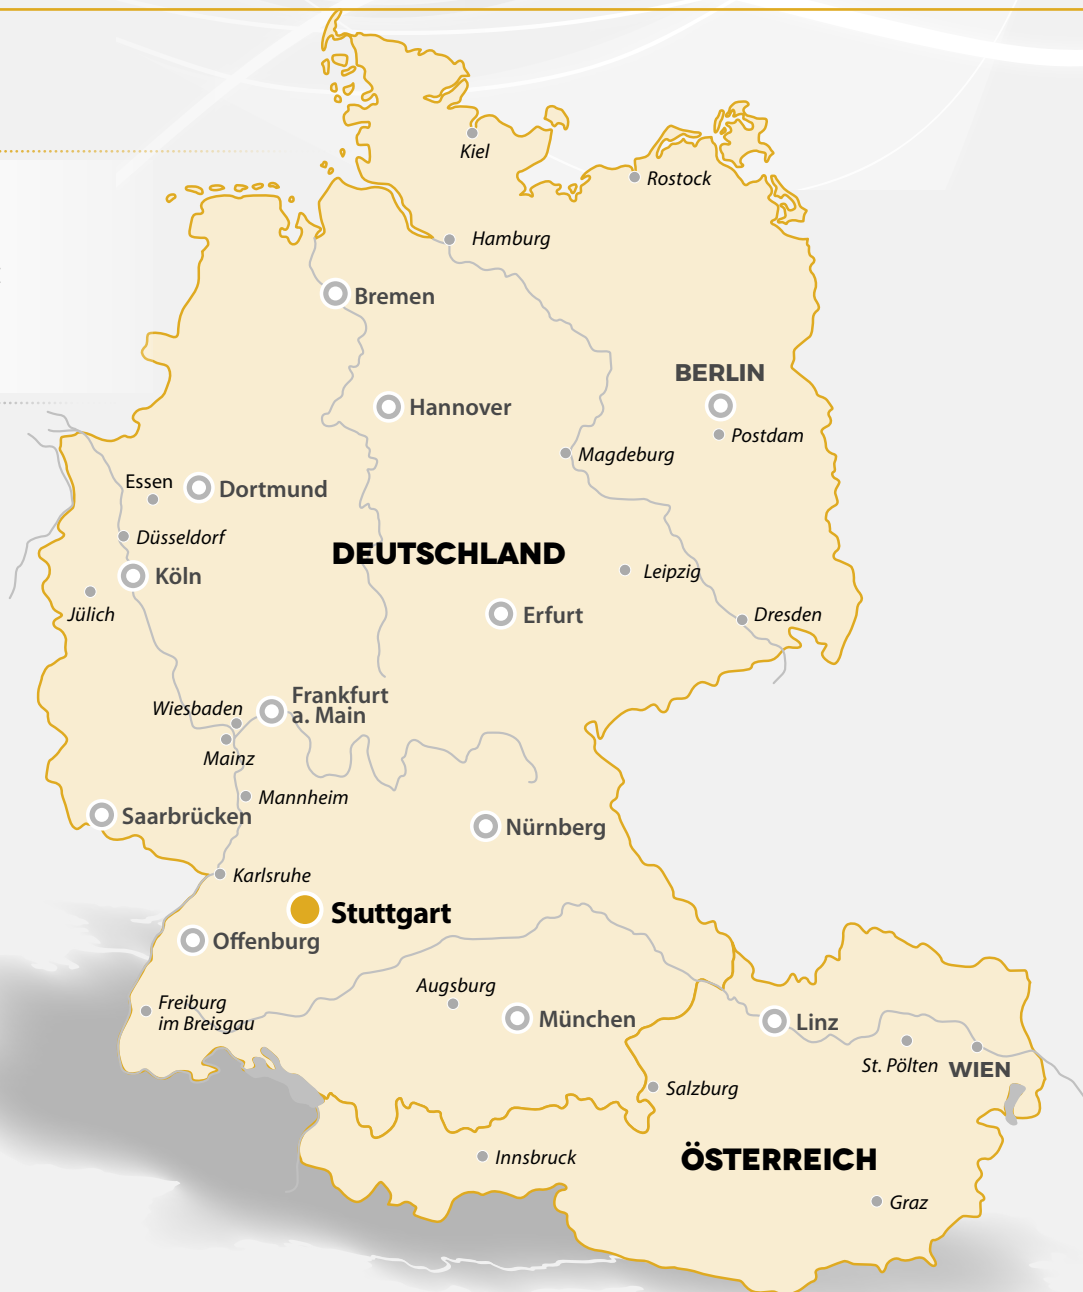 Kiel
Rostock
Hamburg
Bremen
BERLIN
Hannover
Postdam
Magdeburg
Essen
Dortmund
Düsseldorf
DEUTSCHLAND
Köln
Leipzig
Jülich
Erfurt
Dresden
Frankfurt
a. Main
Wiesbaden
Mainz
Mannheim
Saarbrücken
Nürnberg
Karlsruhe
Stuttgart
Offenburg
Augsburg
Freiburg
im Breisgau
München
Linz
St. Pölten
WIEN
Salzburg
Innsbruck
ÖSTERREICH
Graz